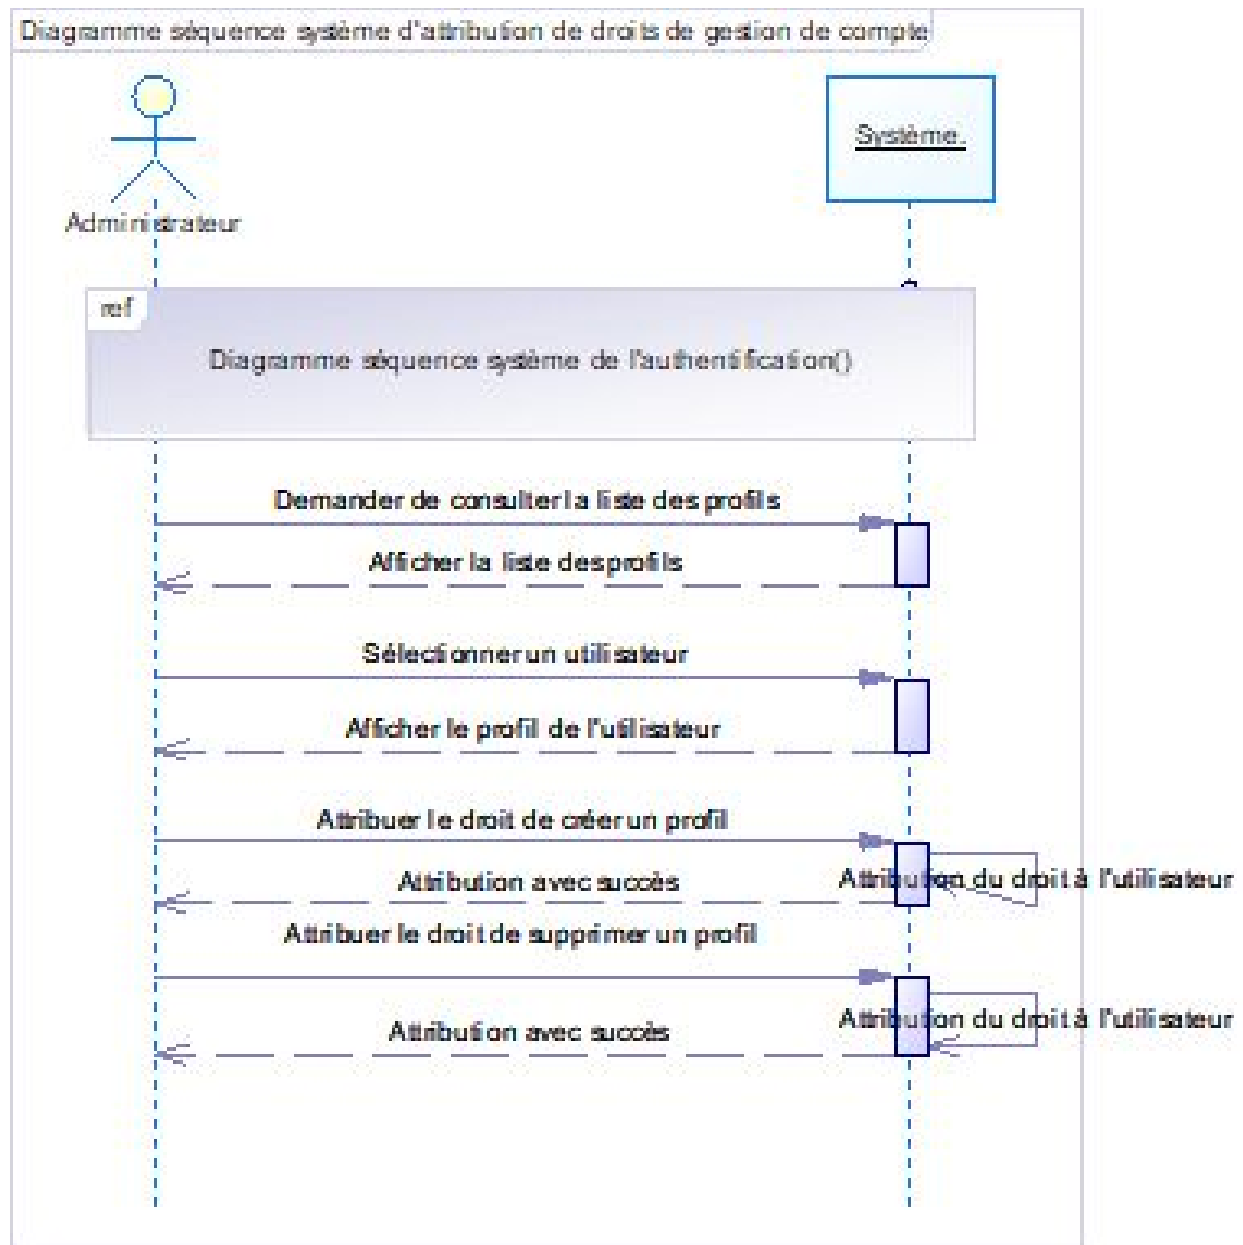 Diagramme séquence système d'attribution de droits de gestion de compte
Système.
Administrateur
ref
Diagramme séquence système de l'authentification()
Demander de consulter la liste des profils
Afficher la liste des profils
Sélectionner un utilisateur
Afficher le profil de l'utilisateur
Attribuer le droit de créer un profil
Attribution du droit à l'utilisateur
Attribution avec succès
Attribuer le droit de supprimer un profil
Attribution du droit à l'utilisateur
Attribution avec succès